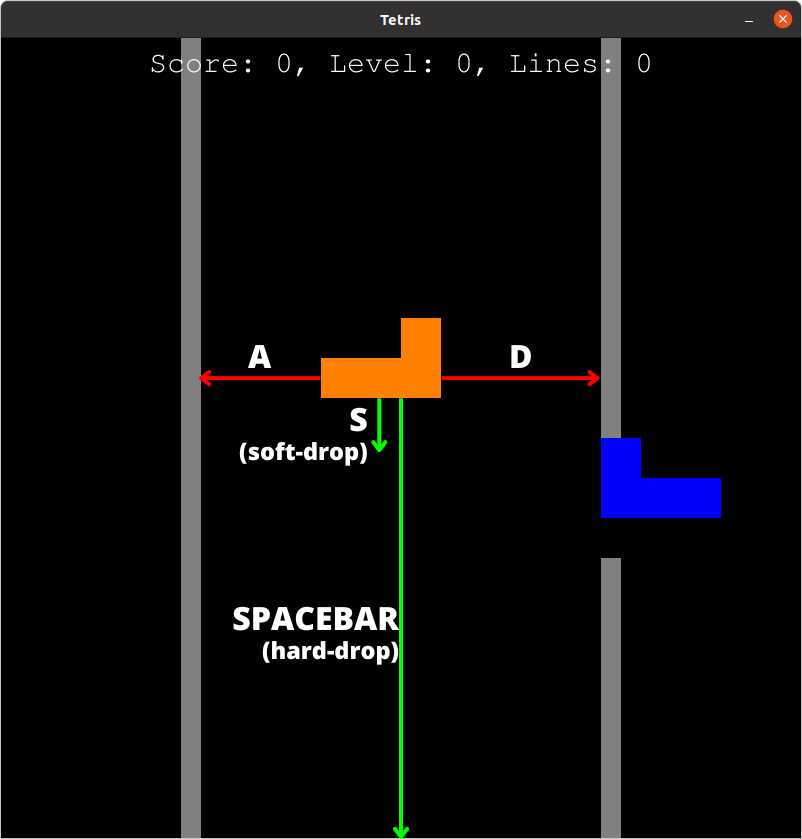 Tetris
Score: 0, Level: 0, Lines: 0
A
D
S
(soft-drop)
SPACEBAR
(hard-drop)